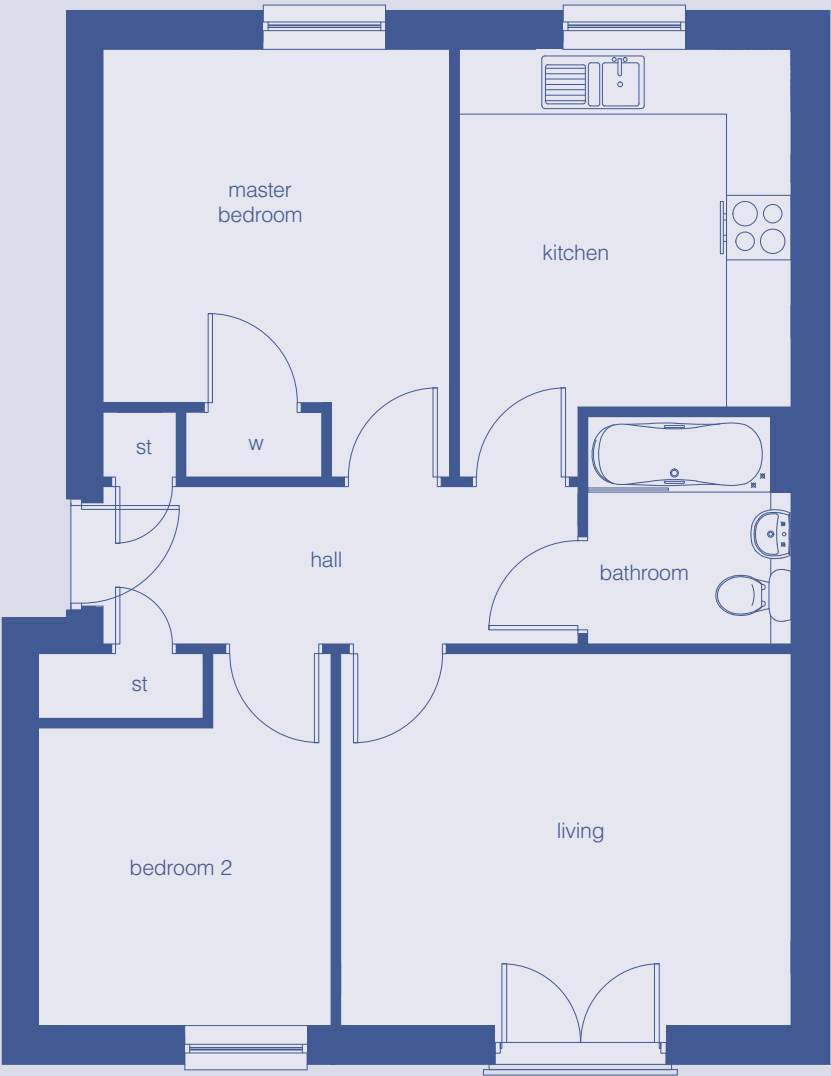 master
bedroom
kitchen
st
w
hall
bathroom
st
living
bedroom 2